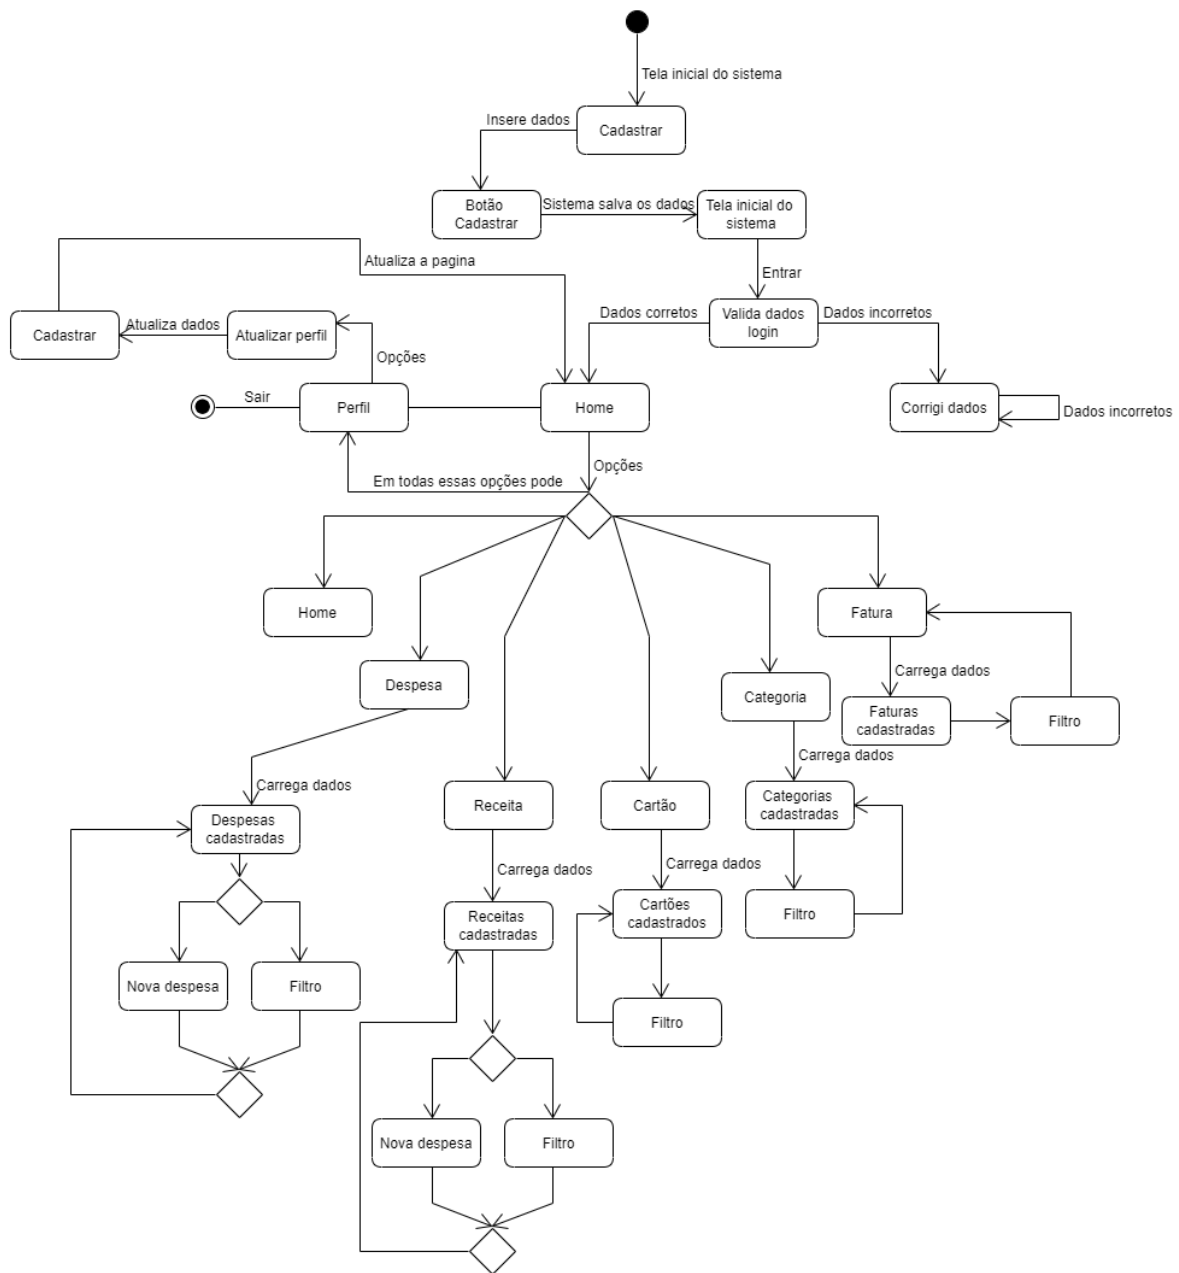 Tela inicial do sistema
Insere dados
Cadastrar
Botão
Cadastrar
Sistema salva os dados
Tela inicial do
sistema
Atualiza a pagina
Entrar
Cadastrar
Atualiza dados
Atualizar perfil
Dados corretos
Valida dados
login
Dados incorretos
Opções
Sair
Perfil
Home
Corrigi dados
Dados incorretos
Opções
Em todas essas opções pode
Home
Fatura
Despesa
Carrega dados
Categoria
Faturas
cadastradas
Filtro
Carrega dados
Carrega dados
Despesas
cadastradas
Receita
Cartão
Categorias
cadastradas
Carrega dados
Carrega dados
Receitas
cadastradas
Cartões
cadastrados
Filtro
Nova despesa
Filtro
Filtro
Nova despesa
Filtro